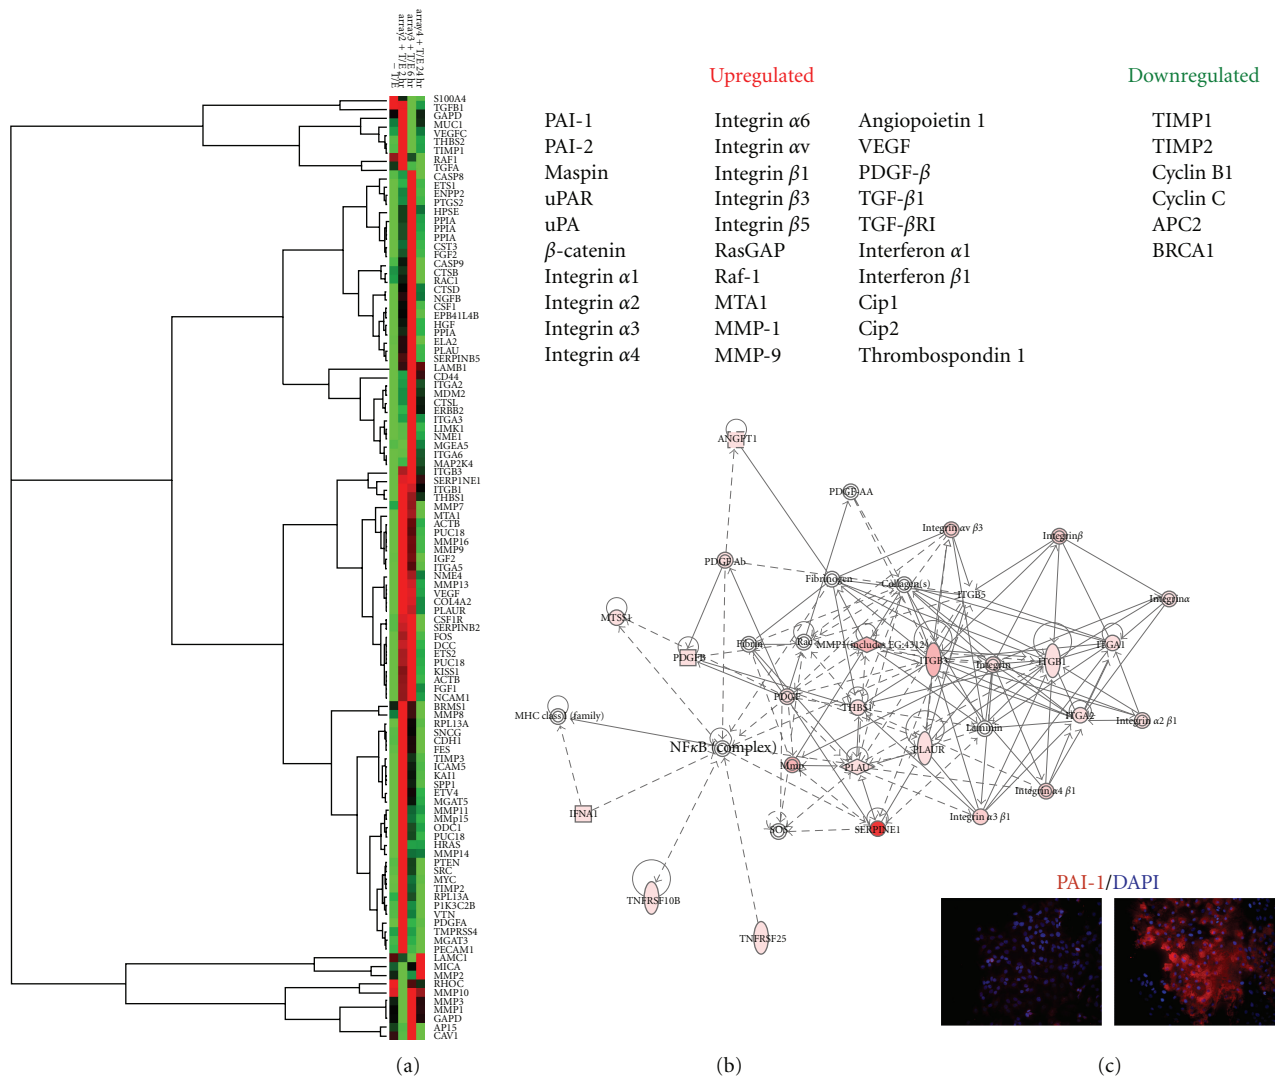 − T/E
array2 + T/E 2 hr
array3 + T/E 6 hr
array4 + T/E 24 hr
S100A4
TGFB1
GAPD
MUC1
VEGFC
THBS2
TIMP1
RAF1
TGFA
CASP8
ETS1
ENPP2
PTGS2
HPSE
PPIA
PPIA
PPIA
CST3
FGF2
CASP9
CTSB
RAC1
CTSD
NGFB
CSF1
EPB41L4B
HGF
PPIA
ELA2
PLAU
SERPINB5
LAMB1
CD44
ITGA2
MDM2
CTSL
ERBB2
ITGA3
LIMK1
NME1
MGEA5
ITGA6
MAP2K4
ITGB3
SERP1NE1
ITGB1
THBS1
MMP7
MTA1
ACTB
PUC18
MMP16
MMP9
IGF2
ITGA5
NME4
MMP13
VEGF
COL4A2
PLAUR
CSF1R
SERPINB2
FOS
DCC
ETS2
PUC18
KISS1
ACTB
FGF1
NCAM1
BRMS1
MMP8
RPL13A
SNCG
CDH1
FES
TIMP3
ICAM5
KAI1
SPP1
ETV4
MGAT5
MMP11
MMp15
ODC1
PUC18
HRAS
MMP14
PTEN
SRC
MYC
TIMP2
RPL13A
P1K3C2B
VTN
PDGFA
TMPRSS4
MGAT3
PECAM1
LAMC1
MICA
MMP2
RHOC
MMP10
MMP3
MMP1
GAPD
AP15
CAV1
(a)
Upregulated
PAI-1
PAI-2
Maspin
uPAR
uPA
β-catenin
Integrin α1
Integrin α2
Integrin α3
Integrin α4
Integrin α6
Integrin αv
Integrin β1
Integrin β3
Integrin β5
RasGAP
Raf-1
MTA1
MMP-1
MMP-9
Angiopoietin 1
VEGF
PDGF-β
TGF-β1
TGF-βRI
Interferon α1
Interferon β1
Cip1
Cip2
Thrombospondin 1
Downregulated
TIMP1
TIMP2
Cyclin B1
Cyclin C
APC2
BRCA1
ANGPT1
PDGF-AA
Integrin αv β3
Integrinβ
PDGF-Ab
Fibrinogen
Collagen(s)
ITGB5
Integrinα
MTSS1
Fibrin
Rac
MMP1 (includes EG:4312)
ITGA1
PDGFB
ITGB3
Integrin
ITGB1
PDGF
THBS1
ITGA2
Integrin α2 β1
MHC class I (family)
Laminin
NFκB (complex)
PLAUR
Mmp
PLAU
Integrin α4 β1
IFNA1
SOS
SERPINE1
Integrin α3 β1
TNFRSF10B
TNFRSF25
(b)
PAI-1/DAPI
(c)